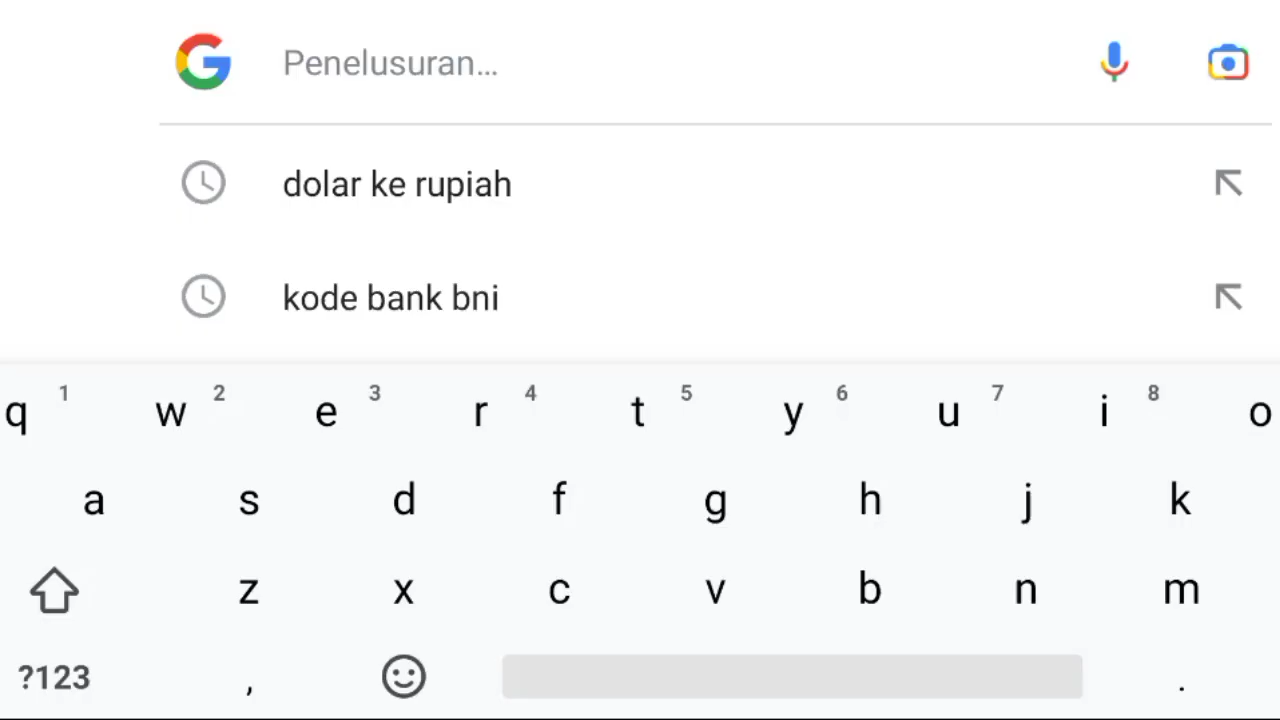 Penelusuran...
dolar ke rupiah
kode bank bni
q 1 w 2 e 3 r 4 t 5 y 6 u 7 i 8 o
a s d f g h j k
z x c v b n m
?123 , .